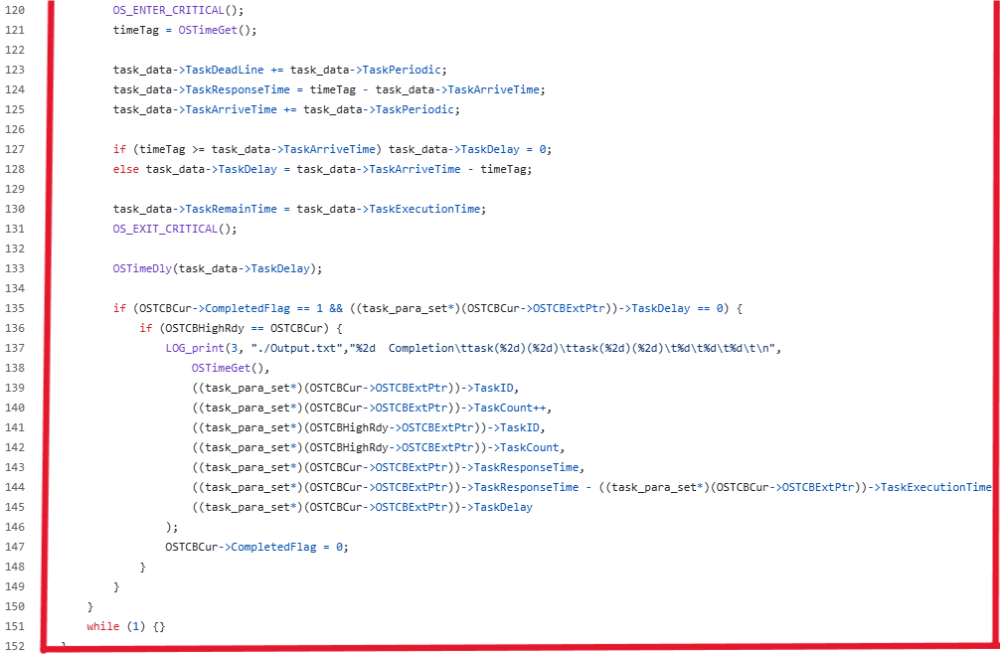 120 OS_ENTER_CRITICAL();
121 timeTag = OSTimeGet();
122
123 task_data->TaskDeadLine += task_data->TaskPeriodic;
124 task_data->TaskResponseTime = timeTag - task_data->TaskArriveTime;
125 task_data->TaskArriveTime += task_data->TaskPeriodic;
126
127 if (timeTag >= task_data->TaskArriveTime) task_data->TaskDelay = 0;
128 else task_data->TaskDelay = task_data->TaskArriveTime - timeTag;
129
130 task_data->TaskRemainTime = task_data->TaskExecutionTime;
131 OS_EXIT_CRITICAL();
132
133 OSTimeDly(task_data->TaskDelay);
134
135 if (OSTCBCur->CompletedFlag == 1 && ((task_para_set*)(OSTCBCur->OSTCBExtPtr))->TaskDelay == 0) {
136 if (OSTCBHighRdy == OSTCBCur) {
137 LOG_print(3, "./Output.txt","%2d  Completion\ttask(%2d)(%2d)\ttask(%2d)(%2d)\t%d\t%d\t%d\t\n",
138 OSTimeGet(),
139 ((task_para_set*)(OSTCBCur->OSTCBExtPtr))->TaskID,
140 ((task_para_set*)(OSTCBCur->OSTCBExtPtr))->TaskCount++,
141 ((task_para_set*)(OSTCBHighRdy->OSTCBExtPtr))->TaskID,
142 ((task_para_set*)(OSTCBHighRdy->OSTCBExtPtr))->TaskCount,
143 ((task_para_set*)(OSTCBCur->OSTCBExtPtr))->TaskResponseTime,
144 ((task_para_set*)(OSTCBCur->OSTCBExtPtr))->TaskResponseTime - ((task_para_set*)(OSTCBCur->OSTCBExtPtr))->TaskExecutionTime
145 ((task_para_set*)(OSTCBCur->OSTCBExtPtr))->TaskDelay
146 );
147 OSTCBCur->CompletedFlag = 0;
148 }
149 }
150 }
151 while (1) {}
152 }